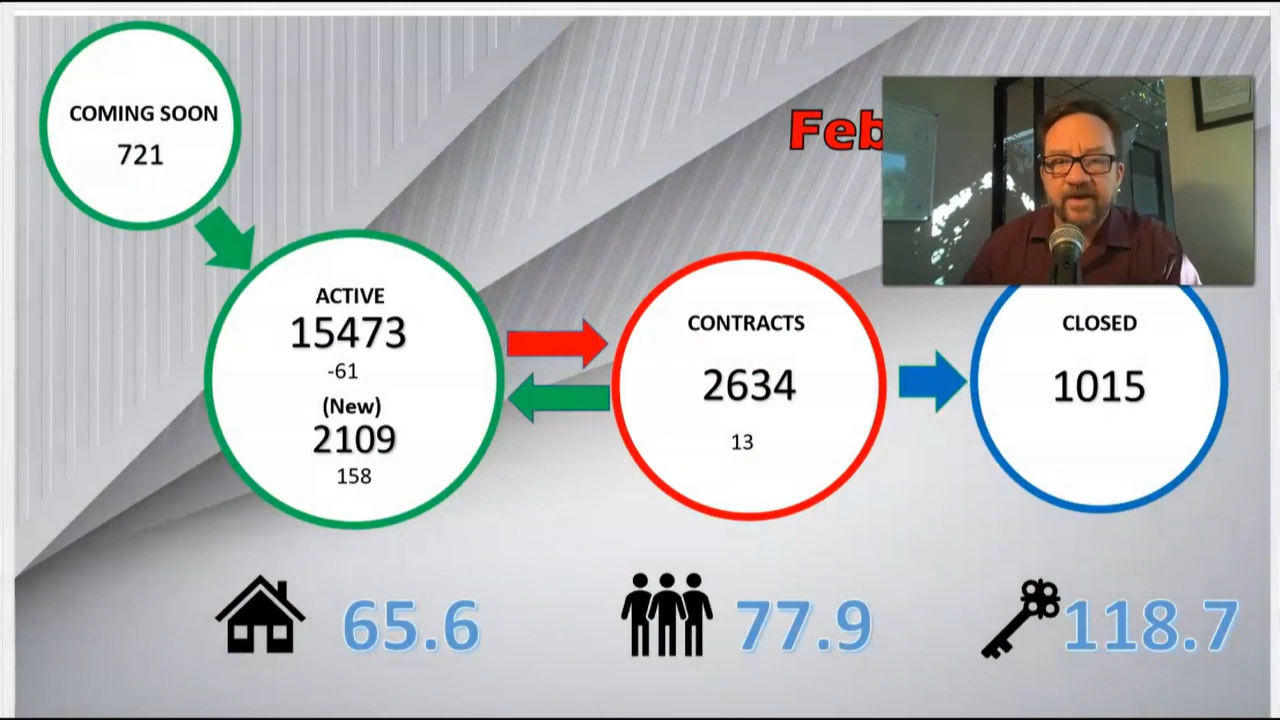 COMING SOON
721
Feb
ACTIVE
15473
-61
(New)
2109
158
CONTRACTS
2634
13
CLOSED
1015
65.6
77.9
118.7